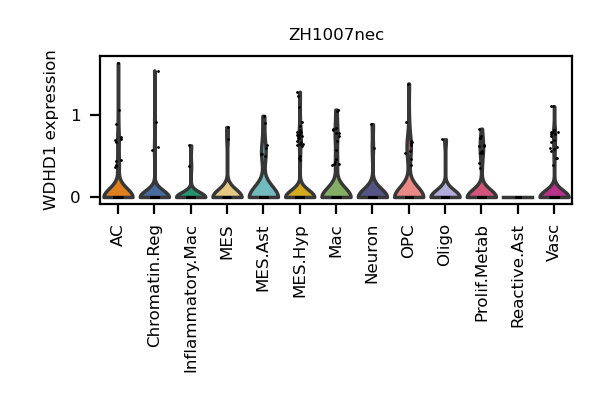 ZH1007nec
WDHD1 expression
1
0
AC
Chromatin.Reg
Inflammatory.Mac
MES
MES.Ast
MES.Hyp
Mac
Neuron
OPC
Oligo
Prolif.Metab
Reactive.Ast
Vasc